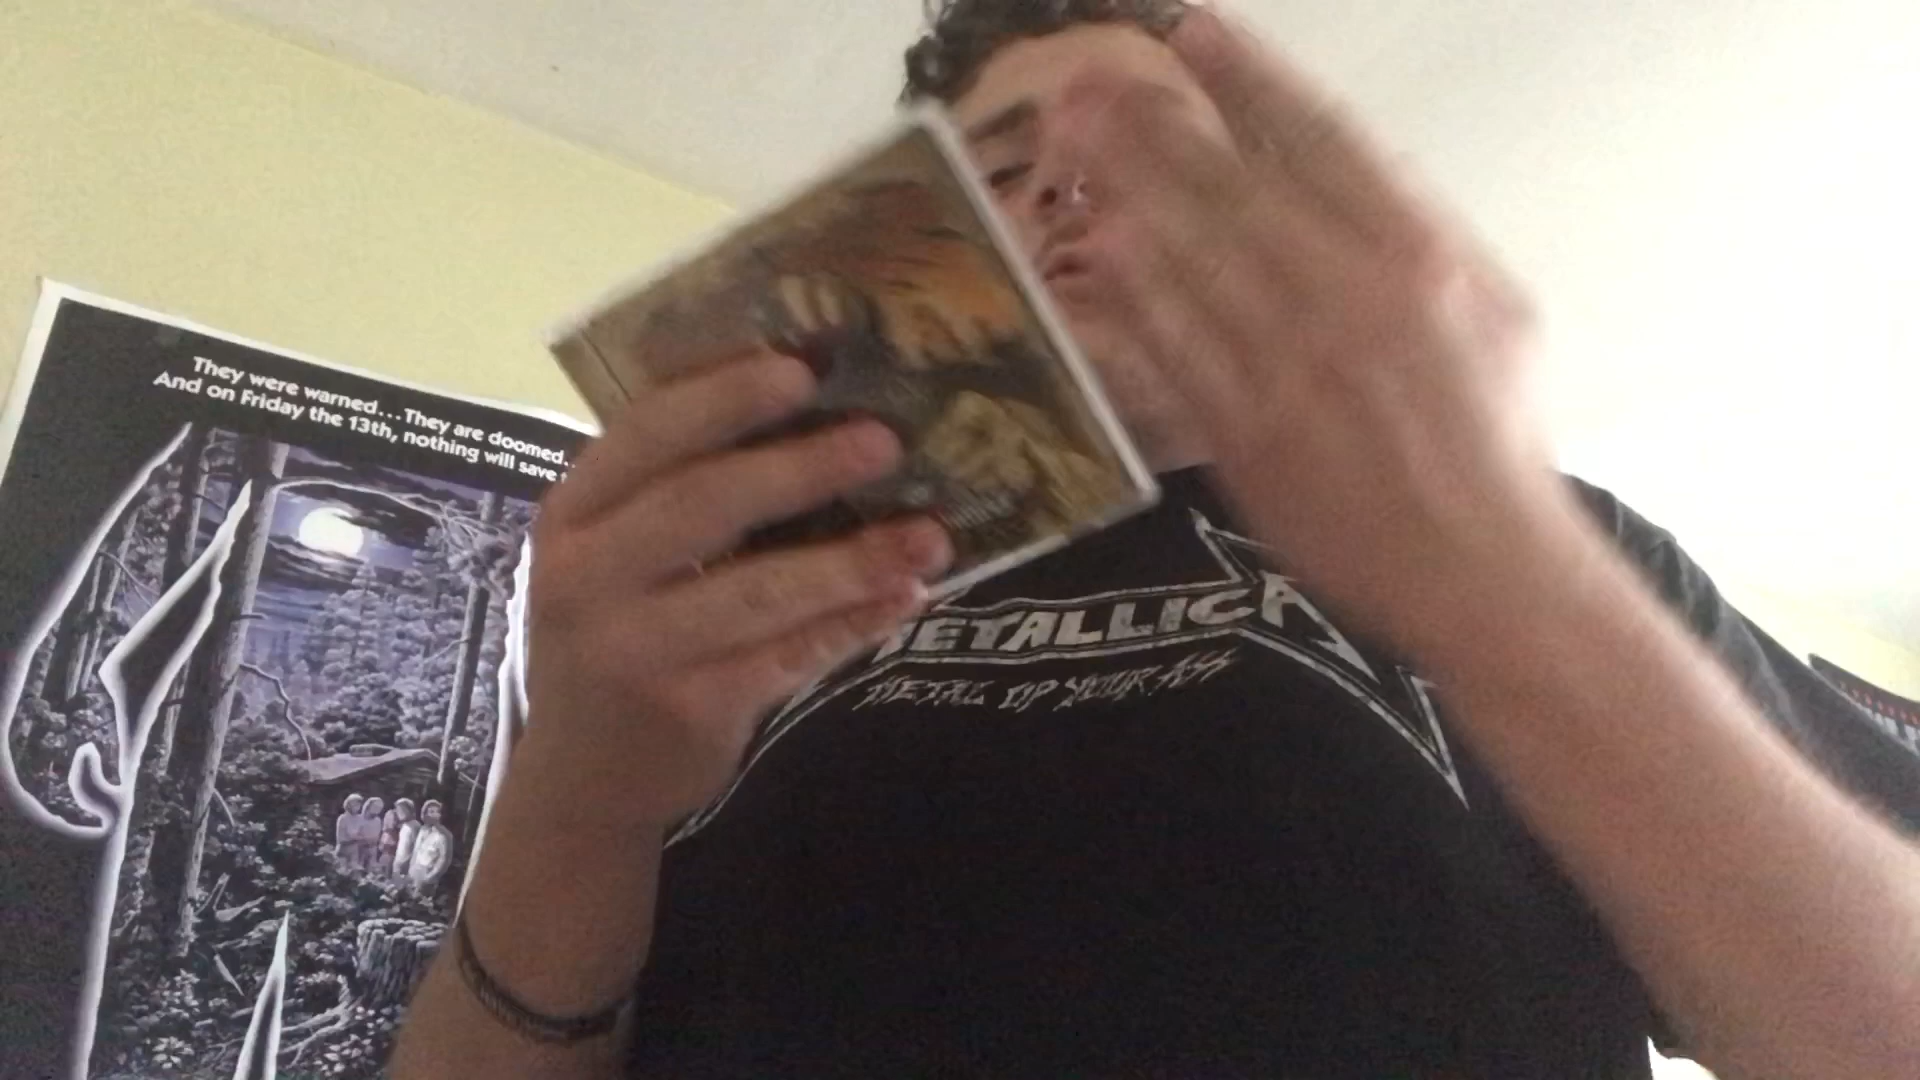 They were warned...They are doomed..
And on Friday the 13th, nothing will save
METALLICA
METAL UP YOUR ASS